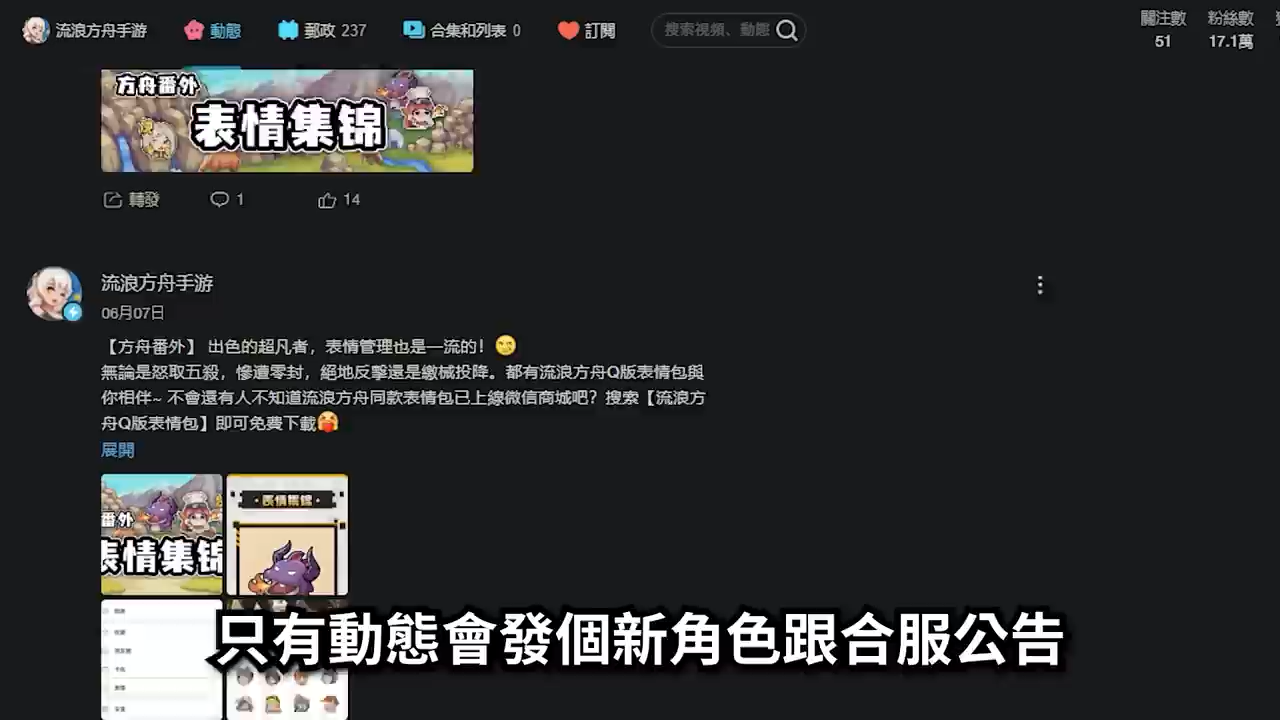 流浪方舟手游 動態 郵政 237 合集和列表 0 訂閱 搜索視頻、動態 關注數 粉絲數
51 17.1萬
方舟番外
表情集锦
轉發 1 14
流浪方舟手游
06月07日
【方舟番外】 出色的超凡者，表情管理也是一流的！
無論是怒取五殺，慘遭零封，絕地反擊還是繳械投降。都有流浪方舟Q版表情包與
你相伴~ 不會還有人不知道流浪方舟同款表情包已上線微信商城吧？搜索【流浪方
舟Q版表情包】即可免費下載
展開
番外
表情集锦
·表情集锦·
只有動態會發個新角色跟合服公告